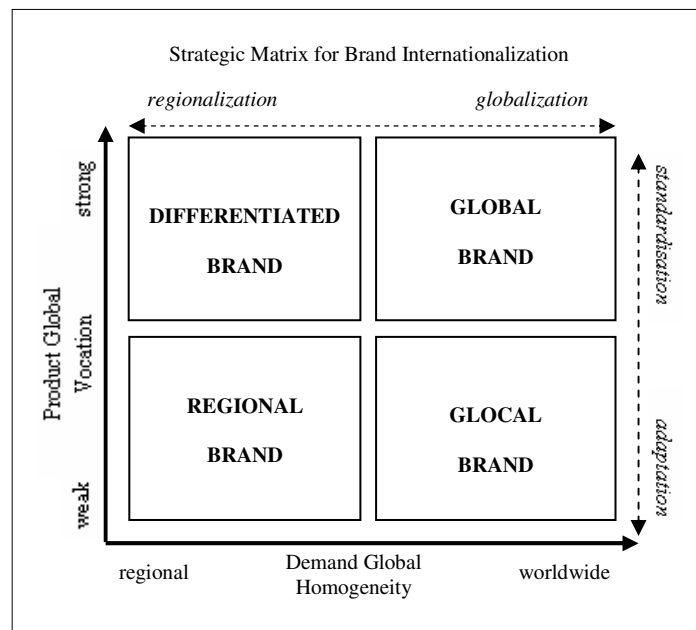 Strategic Matrix for Brand Internationalization
regionalization globalization
strong
DIFFERENTIATED
BRAND
GLOBAL
BRAND
standardisation
Product Global
Vocation
REGIONAL
BRAND
GLOCAL
BRAND
weak
adaptation
regional Demand Global worldwide
Homogeneity